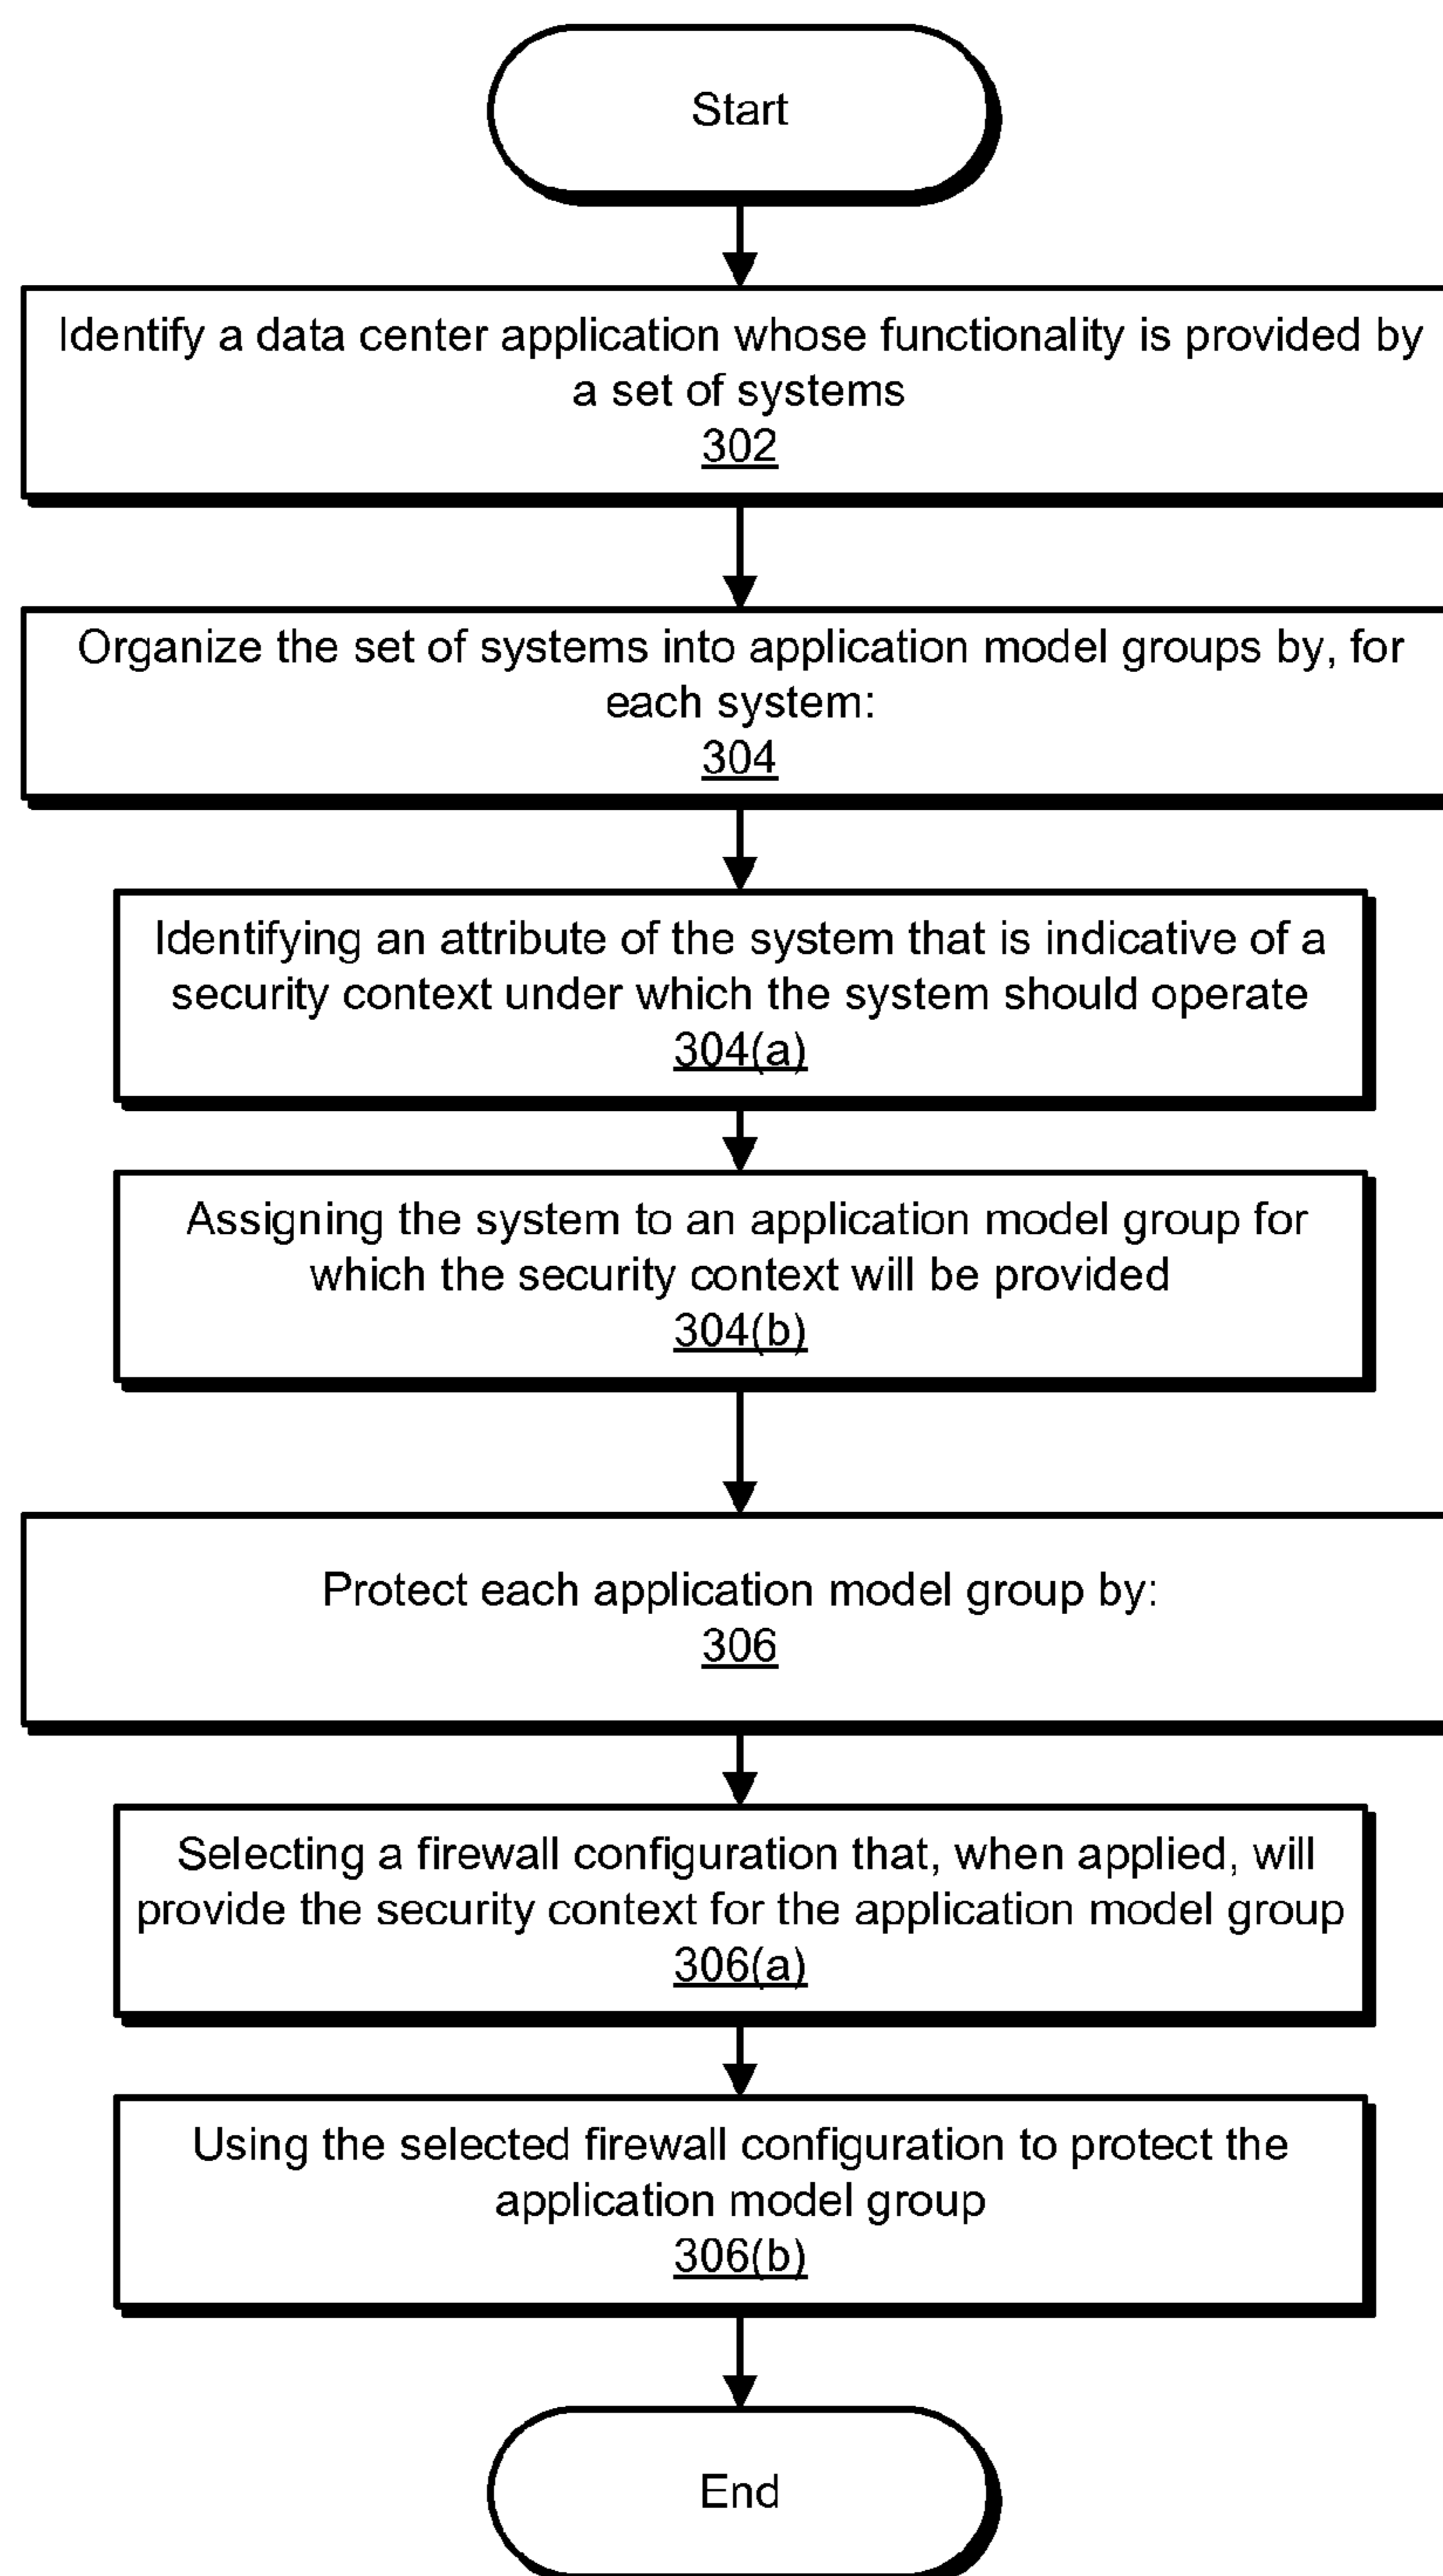 Start
Identify a data center application whose functionality is provided by
a set of systems
302
Organize the set of systems into application model groups by, for
each system:
304
Identifying an attribute of the system that is indicative of a
security context under which the system should operate
304(a)
Assigning the system to an application model group for
which the security context will be provided
304(b)
Protect each application model group by:
306
Selecting a firewall configuration that, when applied, will
provide the security context for the application model group
306(a)
Using the selected firewall configuration to protect the
application model group
306(b)
End